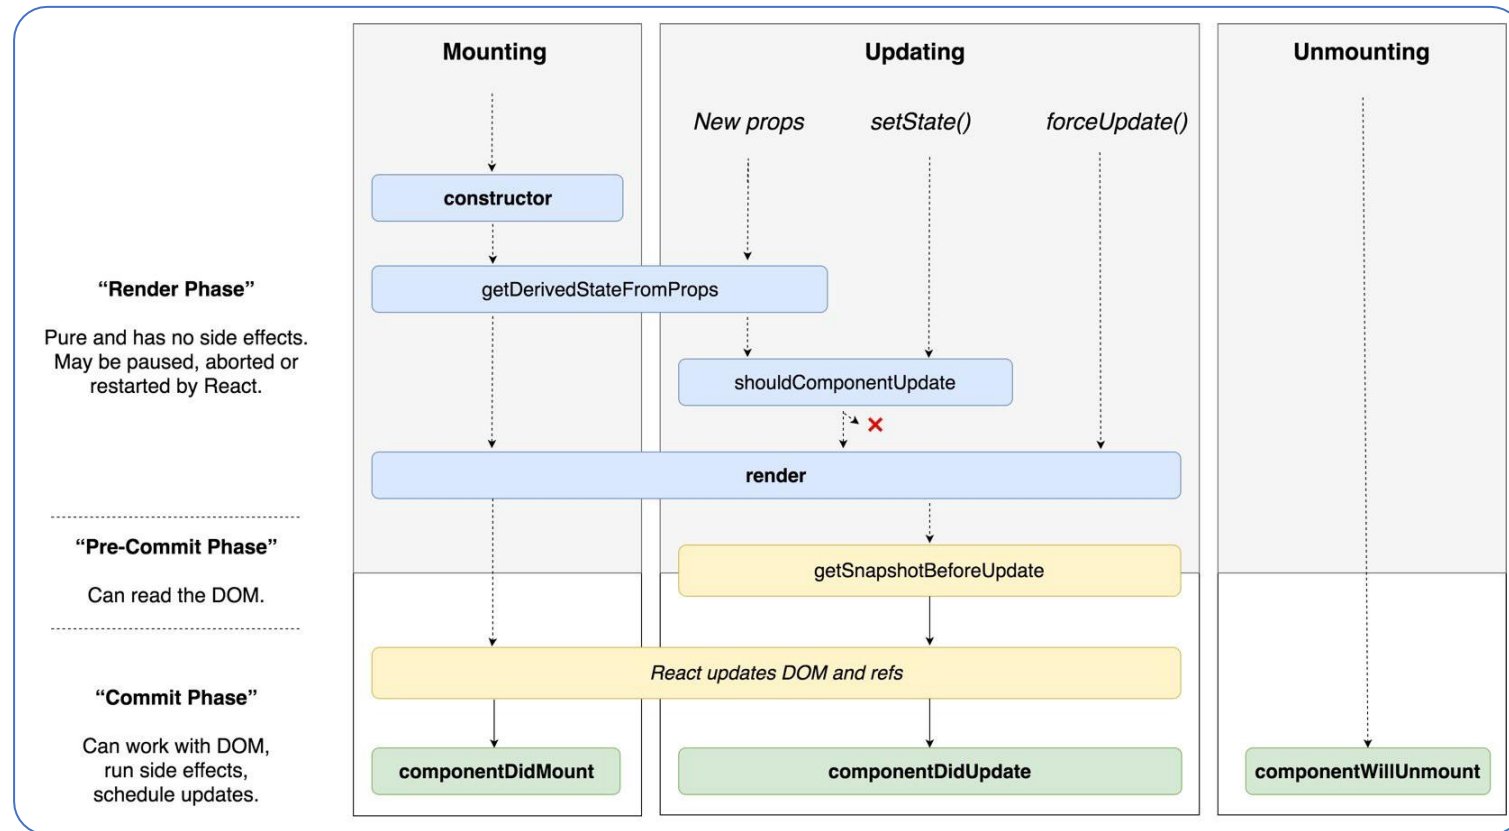 Mounting
Updating
Unmounting
New props
setState()
forceUpdate()
constructor
“Render Phase”
getDerivedStateFromProps
Pure and has no side effects.
May be paused, aborted or
restarted by React.
shouldComponentUpdate
render
“Pre-Commit Phase”
getSnapshotBeforeUpdate
Can read the DOM.
React updates DOM and refs
“Commit Phase”
Can work with DOM,
run side effects,
schedule updates.
componentDidMount
componentDidUpdate
componentWillUnmount